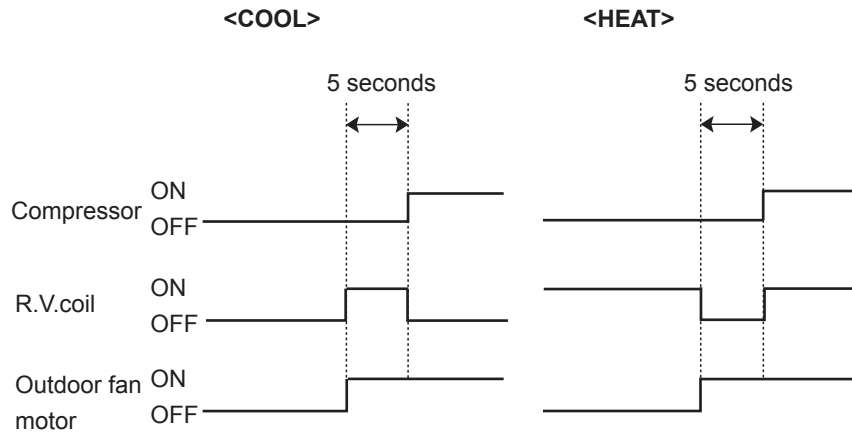 <COOL>
<HEAT>
5 seconds
5 seconds
Compressor
ON
OFF
R.V.coil
ON
OFF
Outdoor fan
motor
ON
OFF